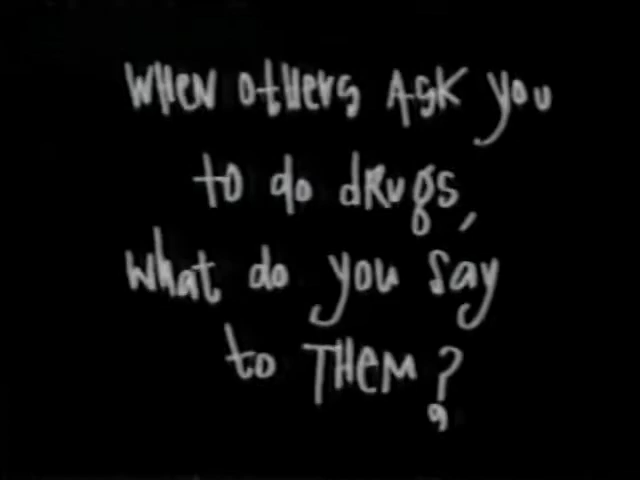 WHEN OtHerS ASK you
to do dRugs,
what do you say
to THEM?